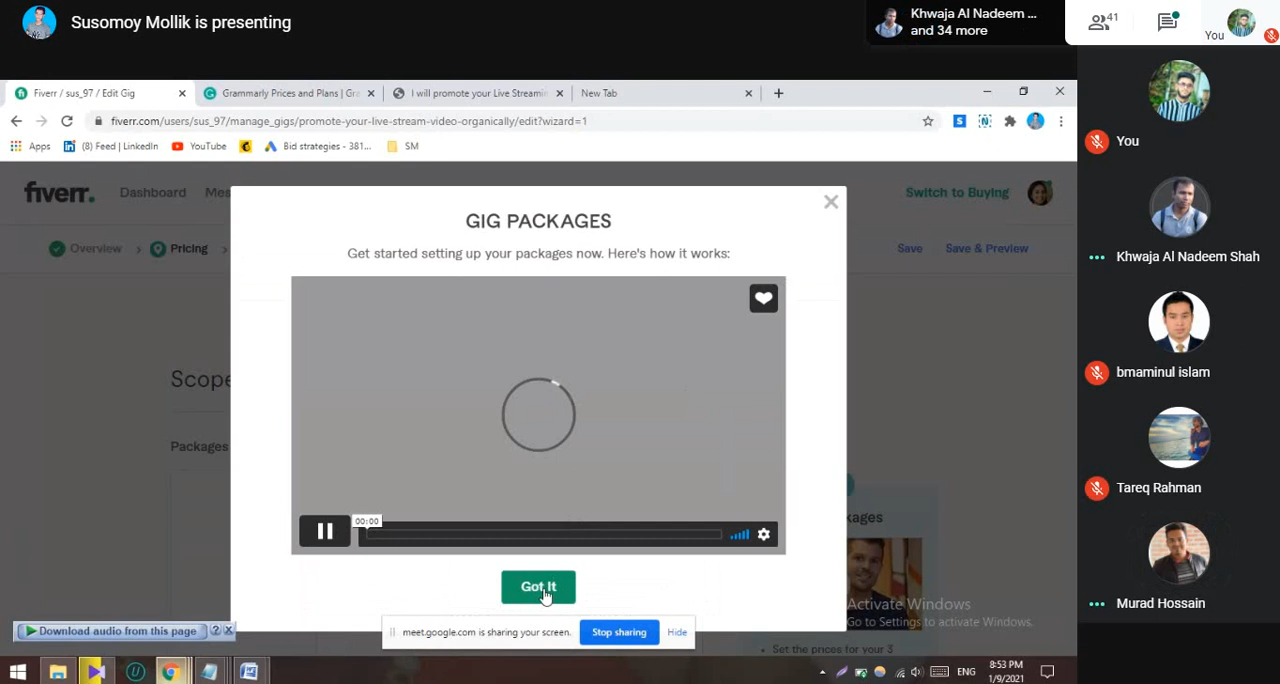 Susomoy Mollik is presenting
Khwaja Al Nadeem ...
and 34 more
41
You
Fiverr / sus_97 / Edit Gig
Grammarly Prices and Plans | Gra
I will promote your Live Streamin
New Tab
fiverr.com/users/sus_97/manage_gigs/promote-your-live-stream-video-organically/edit?wizard=1
Apps
(8) Feed | LinkedIn
YouTube
Bid strategies - 381...
SM
fiverr.
Dashboard
Mes
Switch to Buying
Overview
Pricing
Save
Save & Preview
GIG PACKAGES
Get started setting up your packages now. Here's how it works:
Scope
Packages
00:00
Got It
ckages
Activate Windows
Go to Settings to activate Windows.
• Set the prices for your 3
meet.google.com is sharing your screen.
Stop sharing
Hide
Download audio from this page
?
ENG
8:53 PM
1/9/2021
You
Khwaja Al Nadeem Shah
bmaminul islam
Tareq Rahman
Murad Hossain